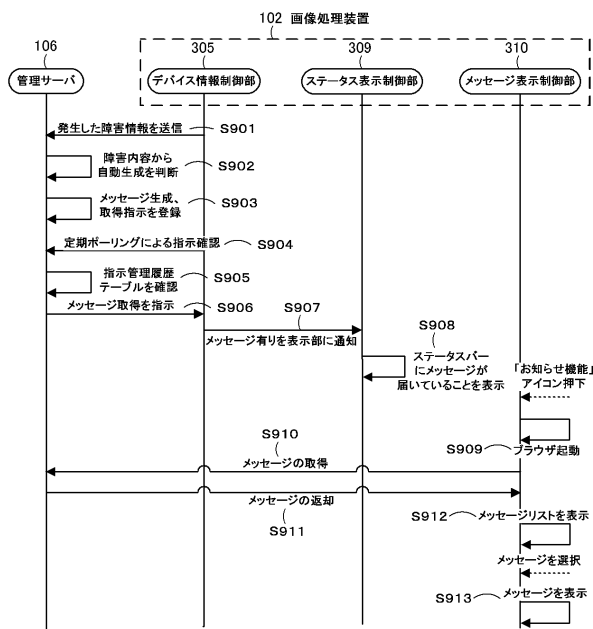 102 画像処理装置
106
305
309
310
管理サーバ
デバイス情報制御部
ステータス表示制御部
メッセージ表示制御部
発生した障害情報を送信
S901
障害内容から
自動生成を判断
S902
メッセージ生成、
取得指示を登録
S903
定期ポーリングによる指示確認
S904
指示管理履歴
テーブルを確認
S905
メッセージ取得を指示
S906
S907
メッセージ有りを表示部に通知
S908
ステータスバー
にメッセージが
届いていることを表示
「お知らせ機能」
アイコン押下
S909
ブラウザ起動
S910
メッセージの取得
メッセージの返却
S911
S912
メッセージリストを表示
メッセージを選択
S913
メッセージを表示